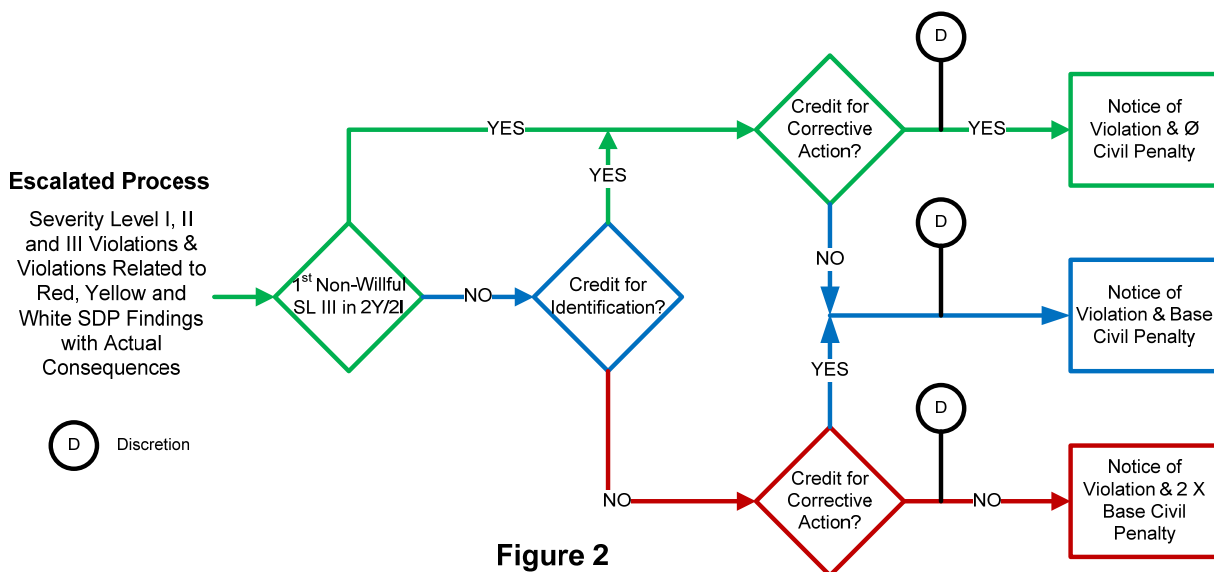 Escalated Process
Severity Level I, II
and III Violations &
Violations Related to
Red, Yellow and
White SDP Findings
with Actual
Consequences
D
Discretion
1st Non-Willful
SL III in 2Y/2I
YES
NO
Credit for
Identification?
YES
NO
Credit for
Corrective
Action?
D
YES
Notice of
Violation & Ø
Civil Penalty
NO
D
Notice of
Violation & Base
Civil Penalty
YES
Credit for
Corrective
Action?
D
NO
Notice of
Violation & 2 X
Base Civil
Penalty
Figure 2